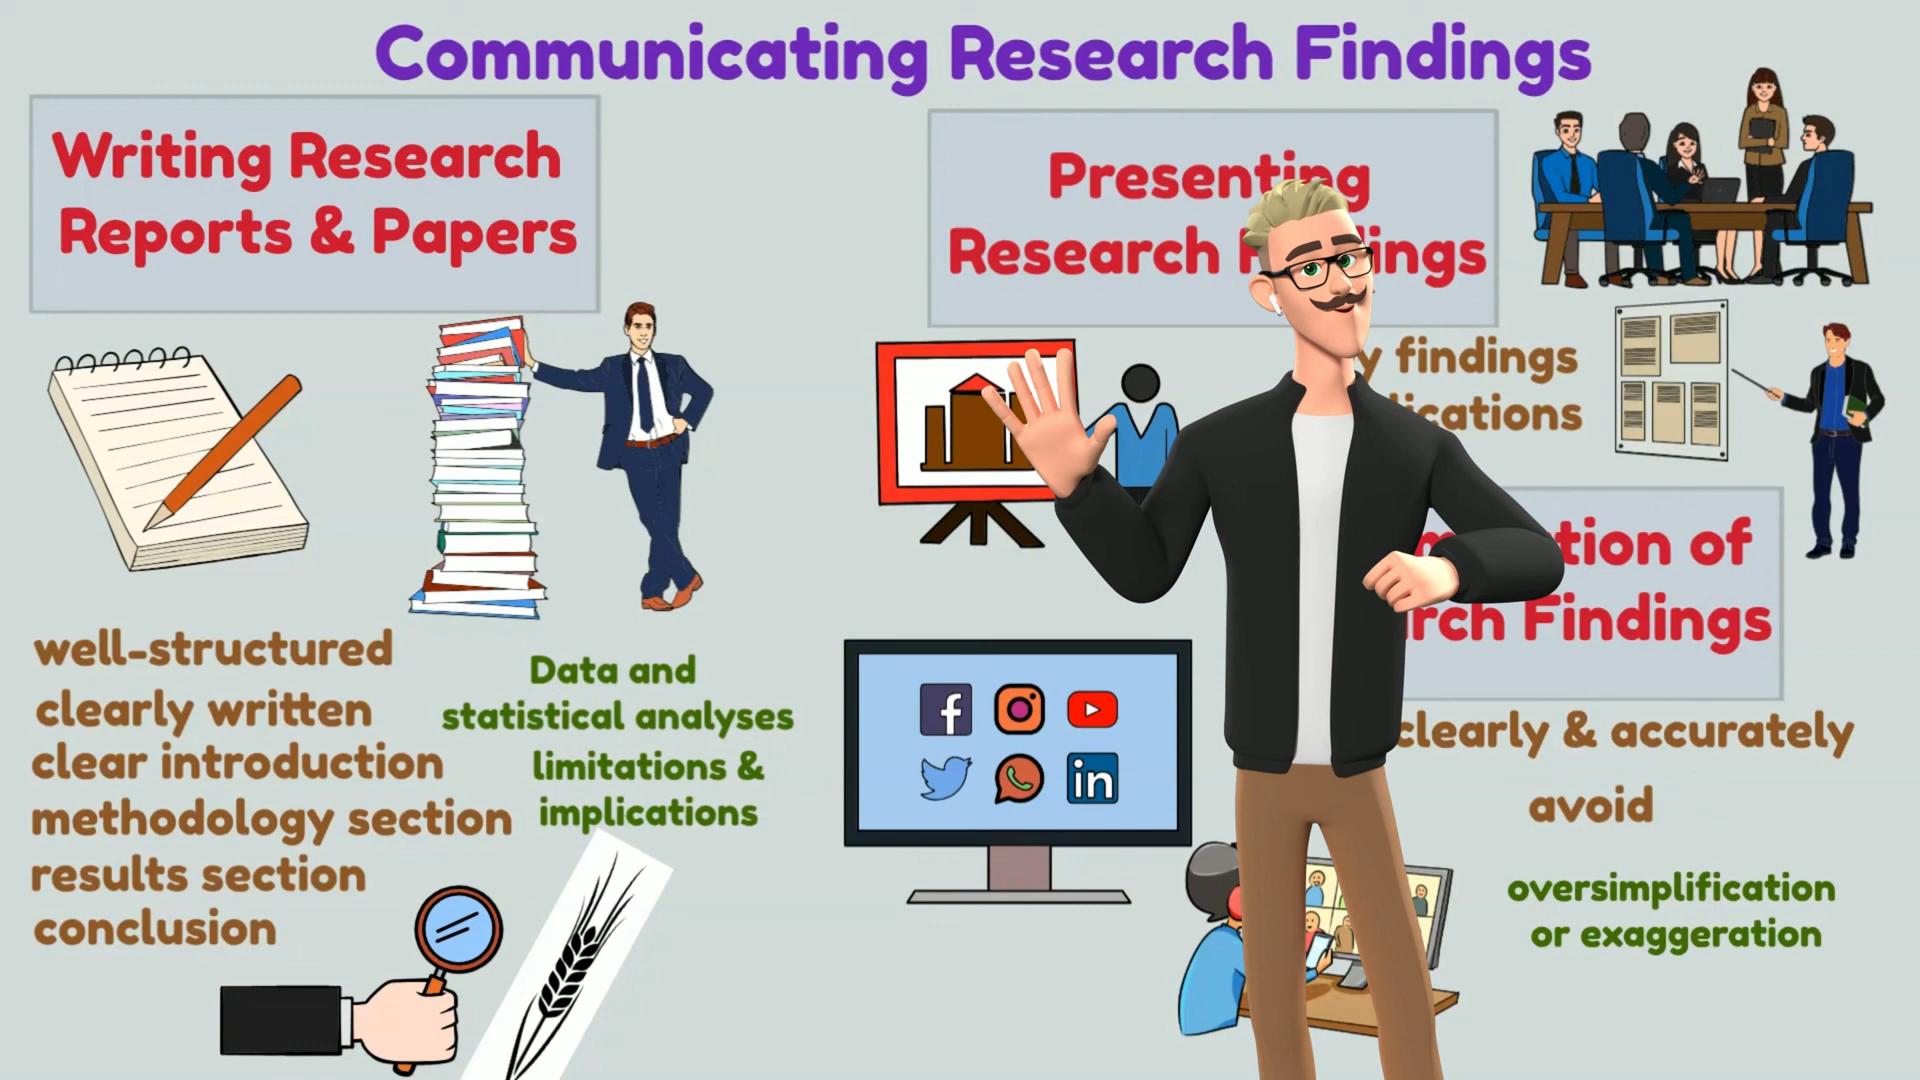 Communicating Research Findings
Writing Research
Reports & Papers
well-structured
clearly written
clear introduction
methodology section
results section
conclusion
Data and
statistical analyses
limitations &
implications
Presenting
Research
findings
in
clearly & accurately
avoid
oversimplification
or exaggeration
of
Findings